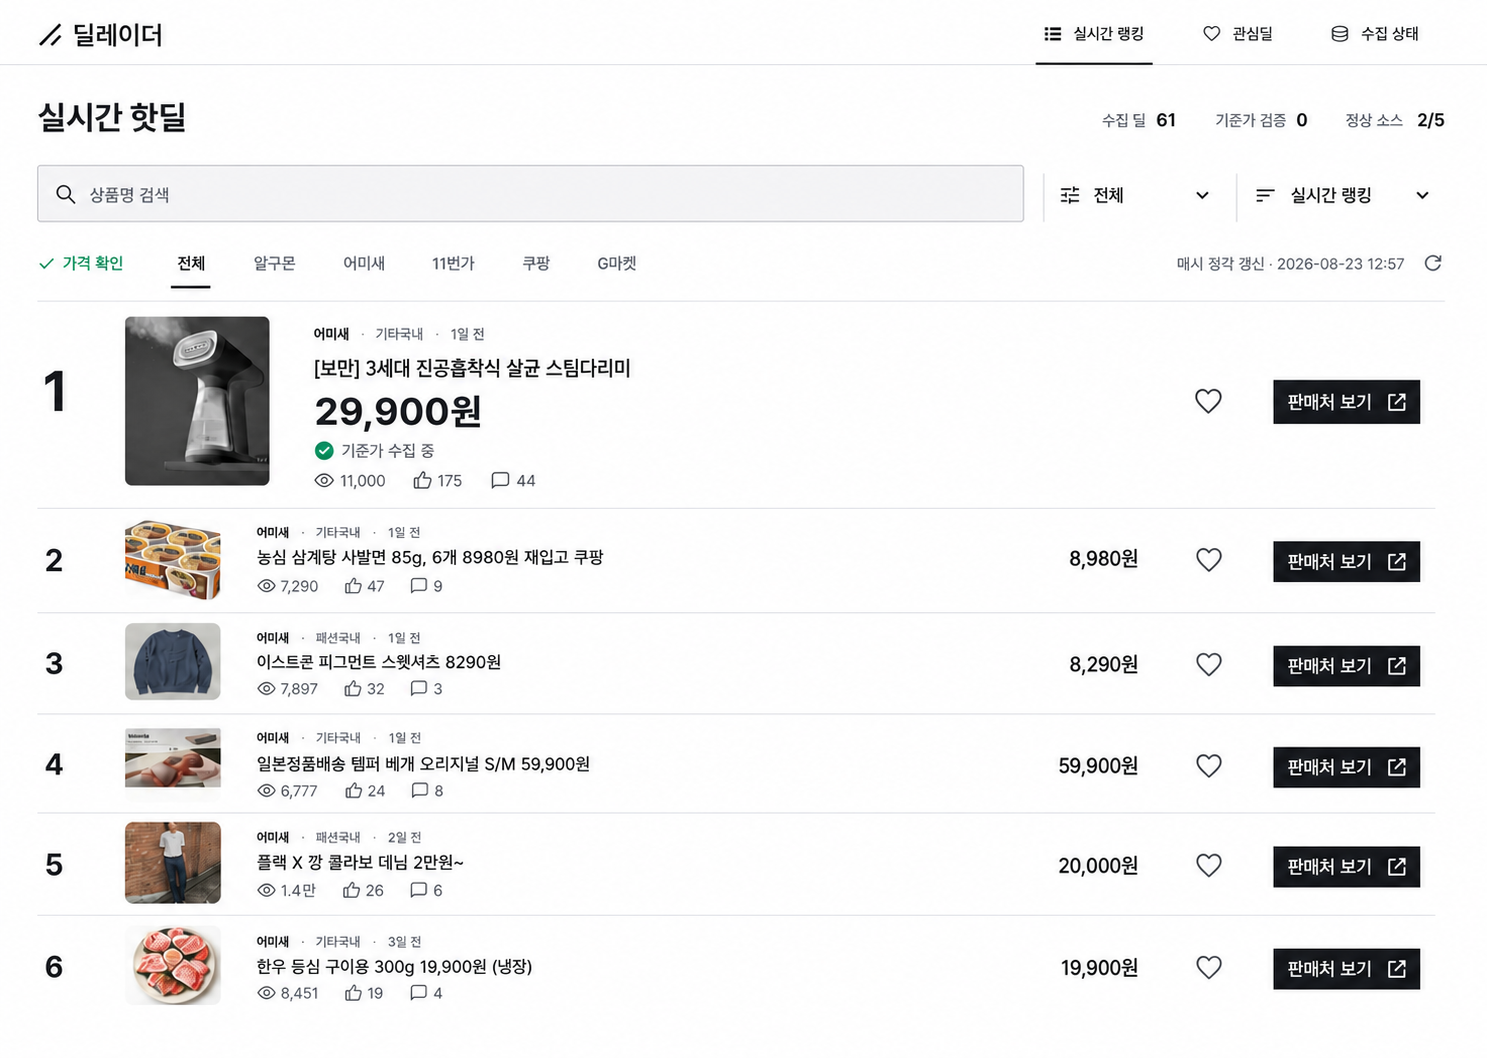 딜레이더
실시간 랭킹
관심딜
수집 상태
실시간 핫딜
수집 딜 61
기준가 검증 0
정상 소스 2/5
상품명 검색
전체
실시간 랭킹
가격 확인
전체
알구몬
어미새
11번가
쿠팡
G마켓
매시 정각 갱신 · 2026-08-23 12:57
1
어미새 · 기타국내 · 1일 전
[보만] 3세대 진공흡착식 살균 스팀다리미
29,900원
기준가 수집 중
11,000 175 44
판매처 보기
2
어미새 · 기타국내 · 1일 전
농심 삼계탕 사발면 85g, 6개 8980원 재입고 쿠팡
7,290 47 9
8,980원
판매처 보기
3
어미새 · 패션국내 · 1일 전
이스트쿤 피그먼트 스웻셔츠 8290원
7,897 32 3
8,290원
판매처 보기
4
어미새 · 기타국내 · 1일 전
일본정품배송 템퍼 베개 오리지널 S/M 59,900원
6,777 24 8
59,900원
판매처 보기
5
어미새 · 패션국내 · 2일 전
플랙 X 깡 콜라보 데님 2만원~
1.4만 26 6
20,000원
판매처 보기
6
어미새 · 기타국내 · 3일 전
한우 등심 구이용 300g 19,900원 (냉장)
8,451 19 4
19,900원
판매처 보기